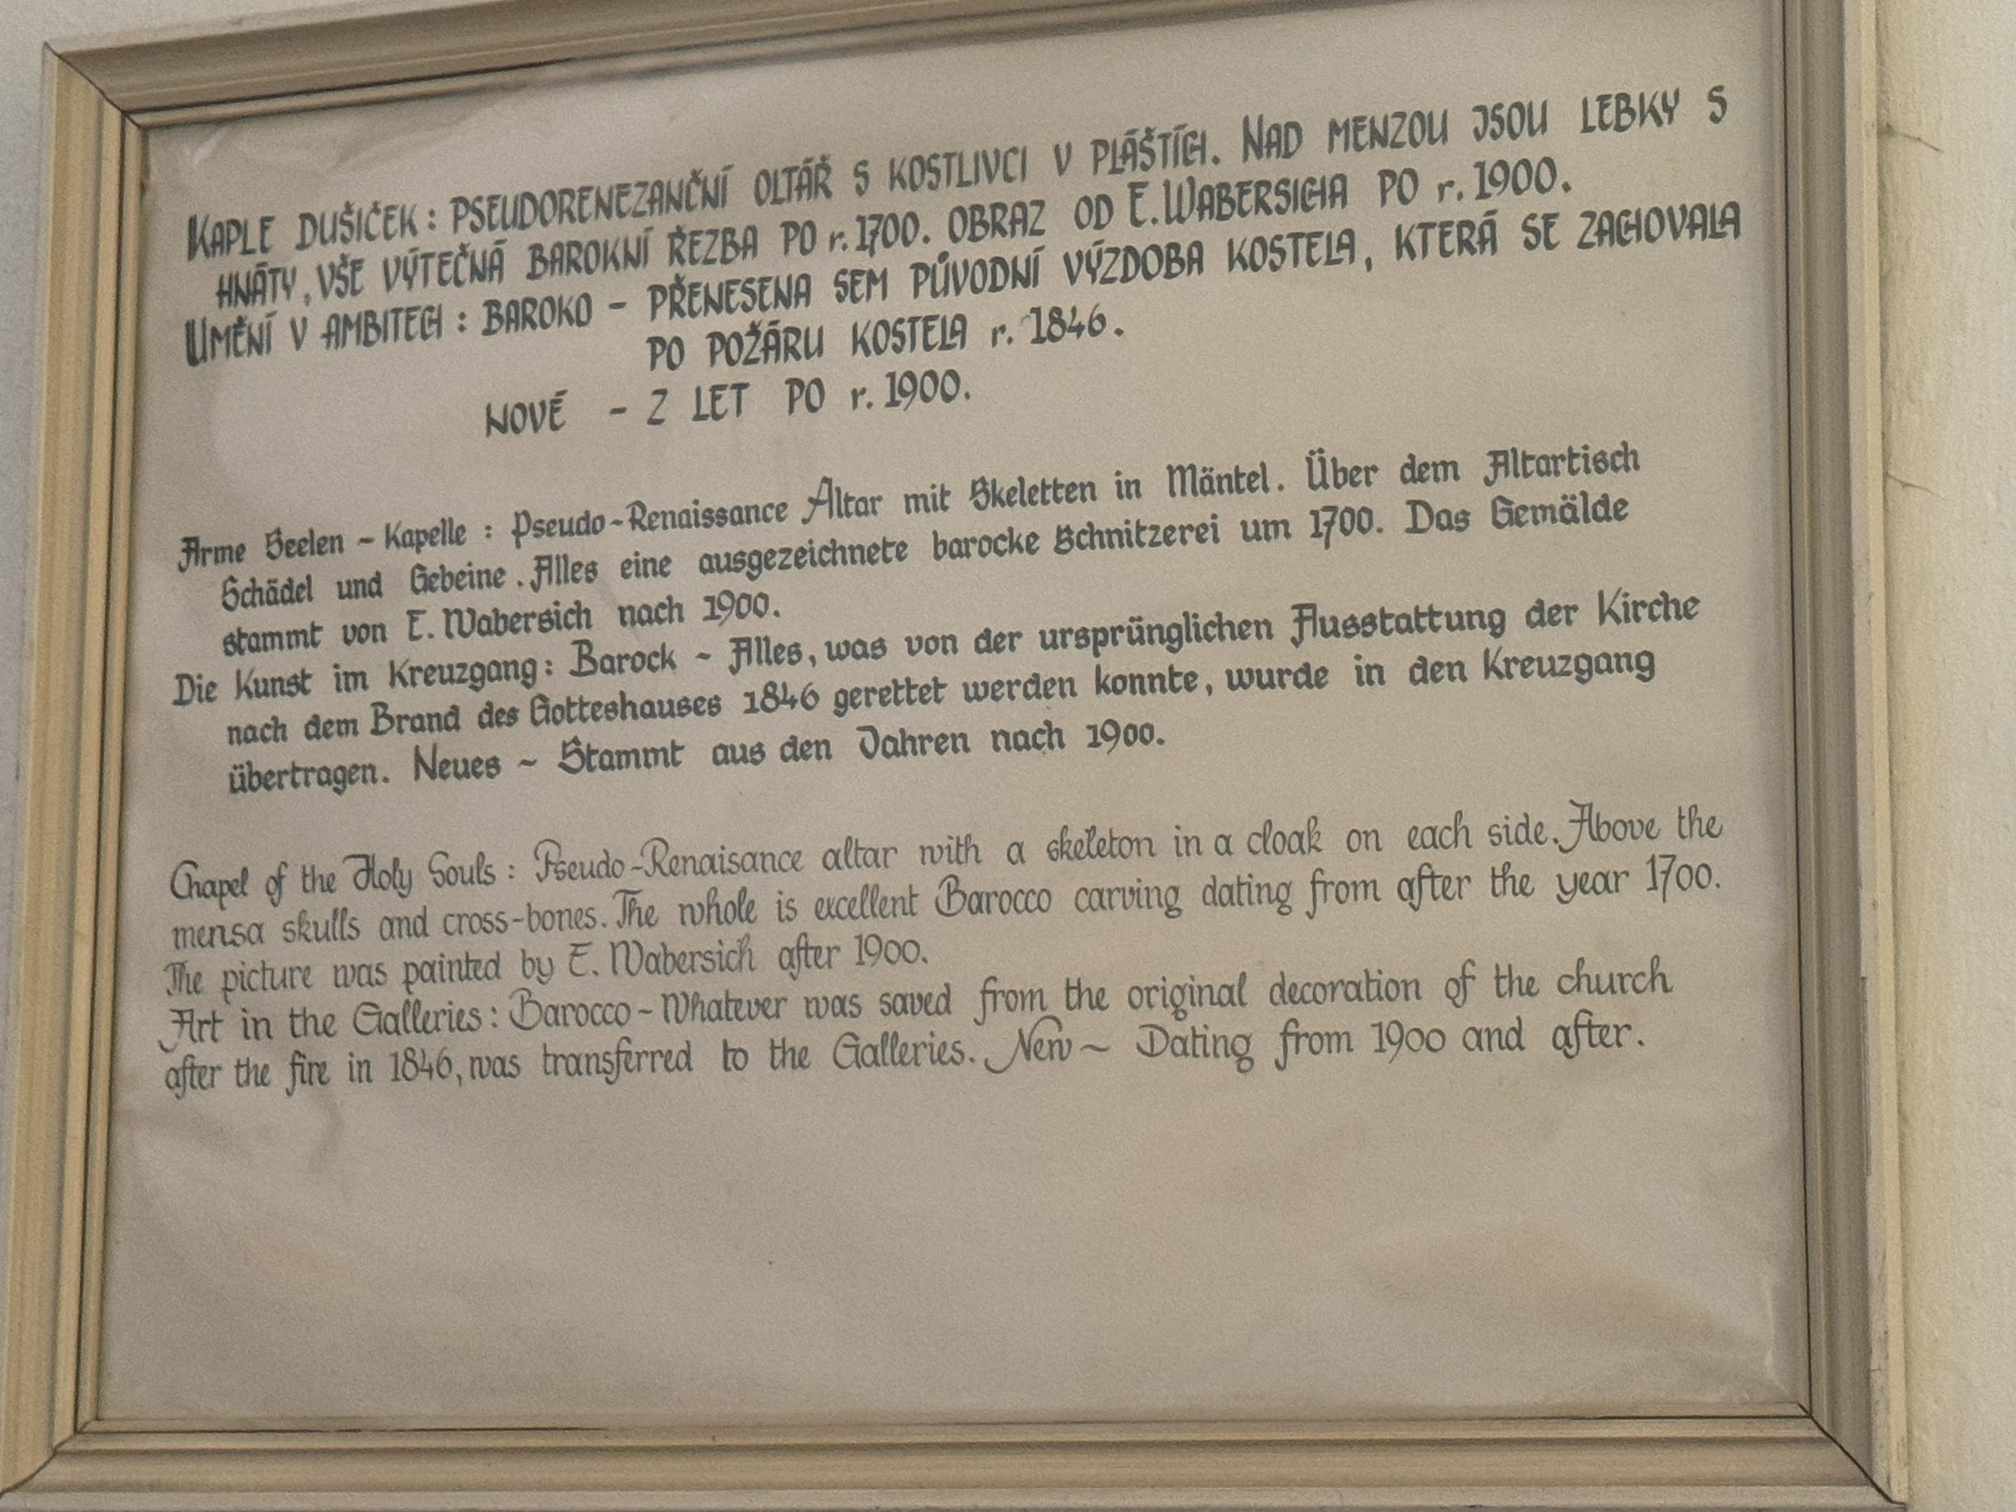 KAPLE DUŠIČEK: PSEUDORENEZANČNÍ OLTÁŘ S KOSTLIVCI V PLÁŠTÍCH. NAD MENZOU JSOU LEBKY S
HNÁTY, VŠE VÝTEČNÁ BAROKNÍ ŘEZBA PO r. 1700. OBRAZ OD E. WABERSICHA PO r. 1900.
UMĚNÍ V AMBITECH: BAROKO – PŘENESENA SEM PŮVODNÍ VÝZDOBA KOSTELA, KTERÁ SE ZACHOVALA
PO POŽÁRU KOSTELA r. 1846.
NOVÉ – Z LET PO r. 1900.
Arme Seelen – Kapelle: Pseudo-Renaissance Altar mit Skeletten in Mäntel. Über dem Altartisch
Schädel und Gebeine. Alles eine ausgezeichnete barocke Schnitzerei um 1700. Das Gemälde
stammt von E. Wabersich nach 1900.
Die Kunst im Kreuzgang: Barock ~ Alles, was von der ursprünglichen Ausstattung der Kirche
nach dem Brand des Gotteshauses 1846 gerettet werden konnte, wurde in den Kreuzgang
übertragen. Neues ~ Stammt aus den Jahren nach 1900.
Chapel of the Holy Souls: Pseudo-Renaisance altar with a skeleton in a cloak on each side. Above the
mensa skulls and cross-bones. The whole is excellent Barocco carving dating from after the year 1700.
The picture was painted by E. Wabersich after 1900.
Art in the Galleries: Barocco ~ Whatever was saved from the original decoration of the church
after the fire in 1846, was transferred to the Galleries. New ~ Dating from 1900 and after.